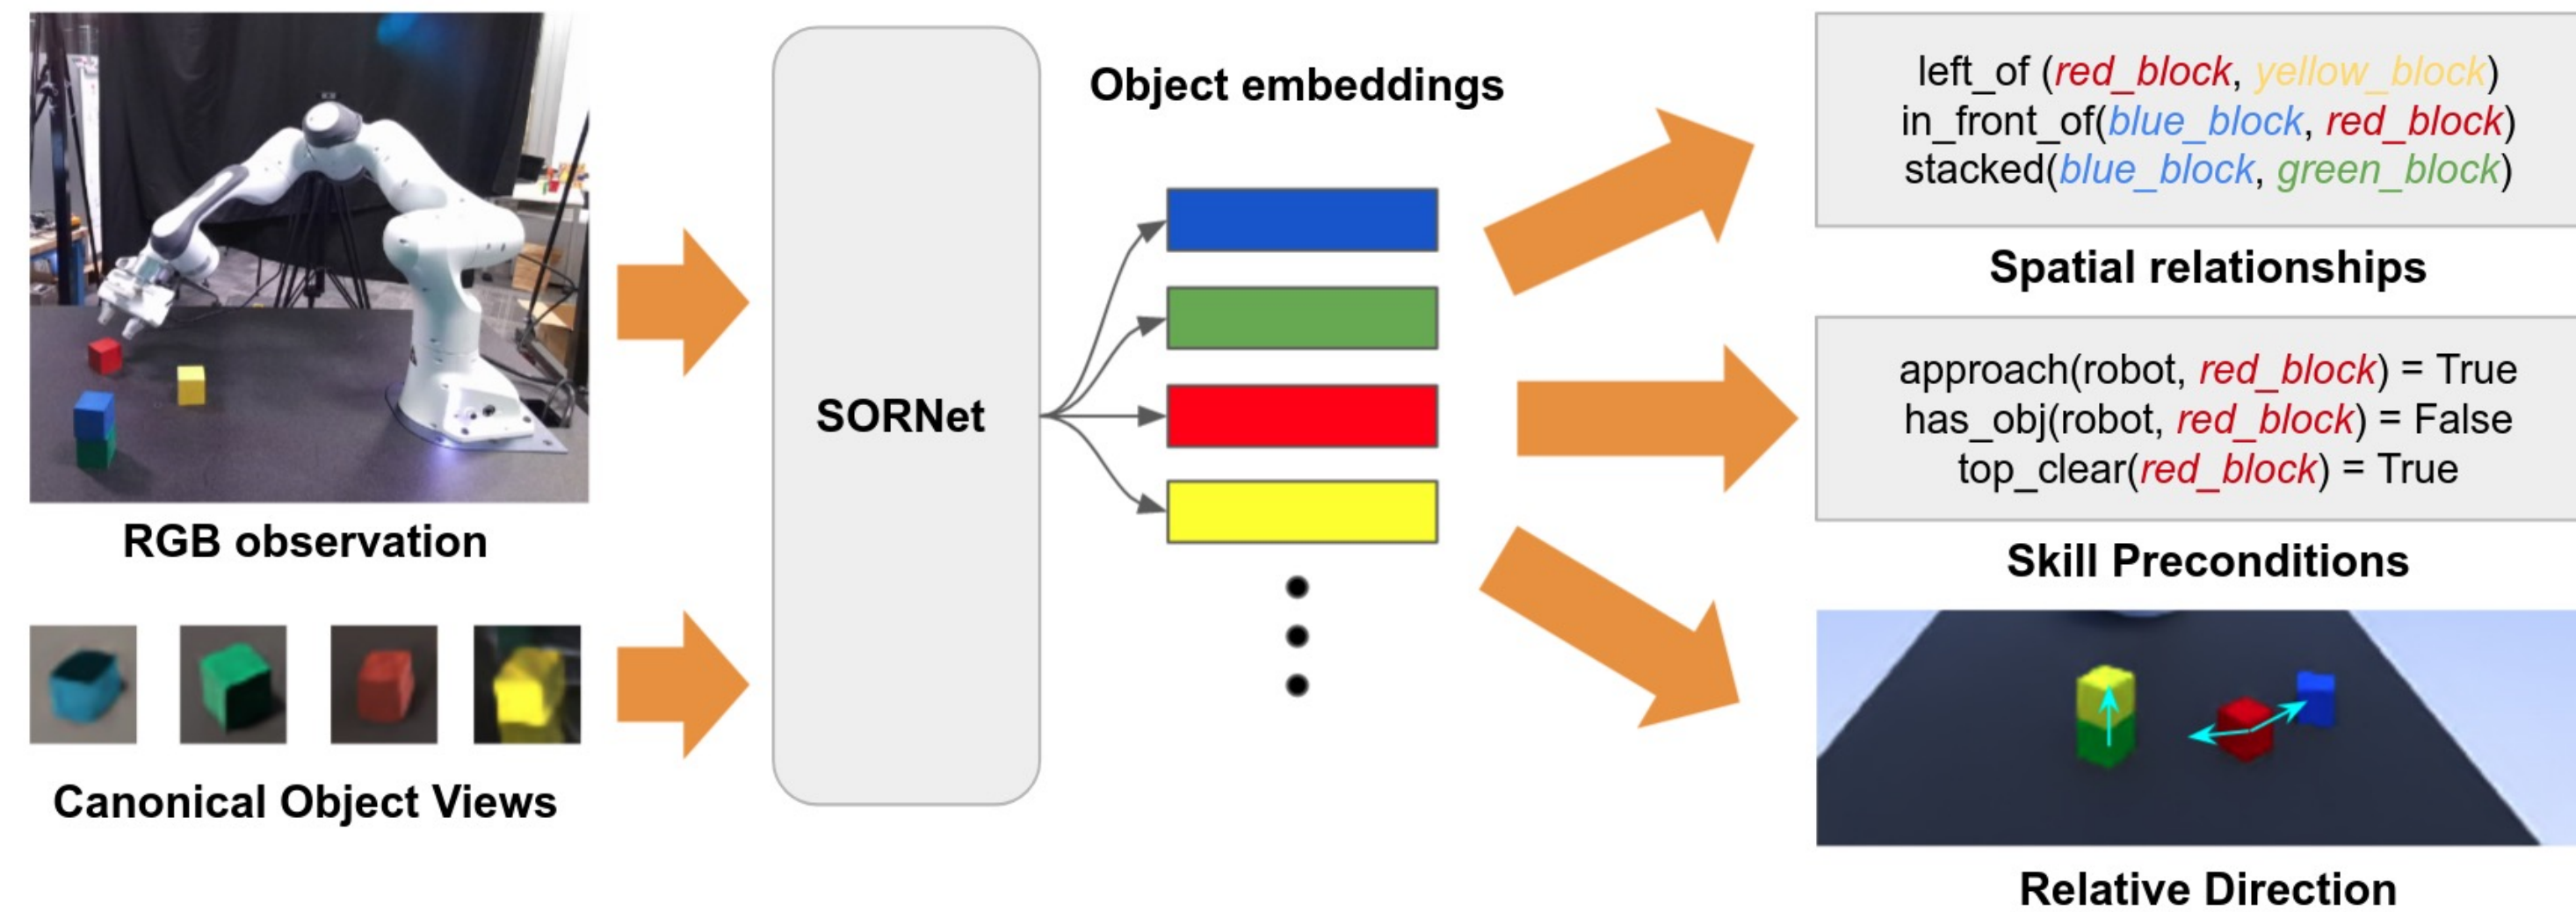 RGB observation
Canonical Object Views
SORNet
Object embeddings
left_of (red_block, yellow_block)
in_front_of(blue_block, red_block)
stacked(blue_block, green_block)
Spatial relationships
approach(robot, red_block) = True
has_obj(robot, red_block) = False
top_clear(red_block) = True
Skill Preconditions
Relative Direction